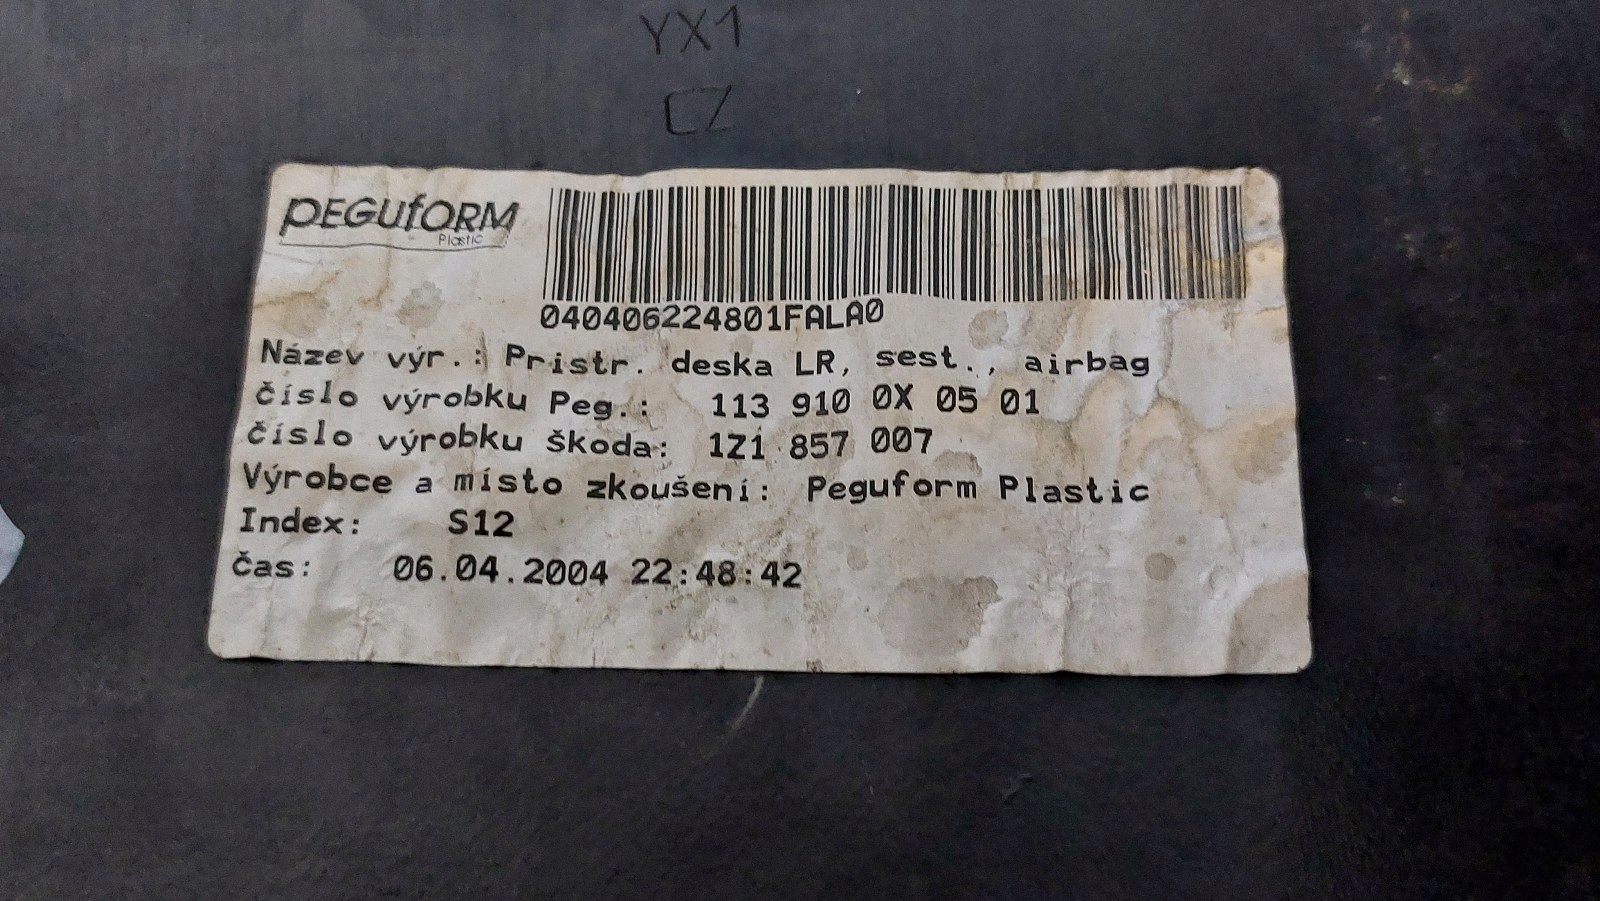 YX1
CZ
PEGUfORM
Plastic
040406224801FALA0
Název výr.: Pristr. deska LR, sest., airbag
číslo výrobku Peg.: 113 910 0X 05 01
číslo výrobku škoda: 1Z1 857 007
Výrobce a místo zkoušení: Peguform Plastic
Index: S12
čas: 06.04.2004 22:48:42